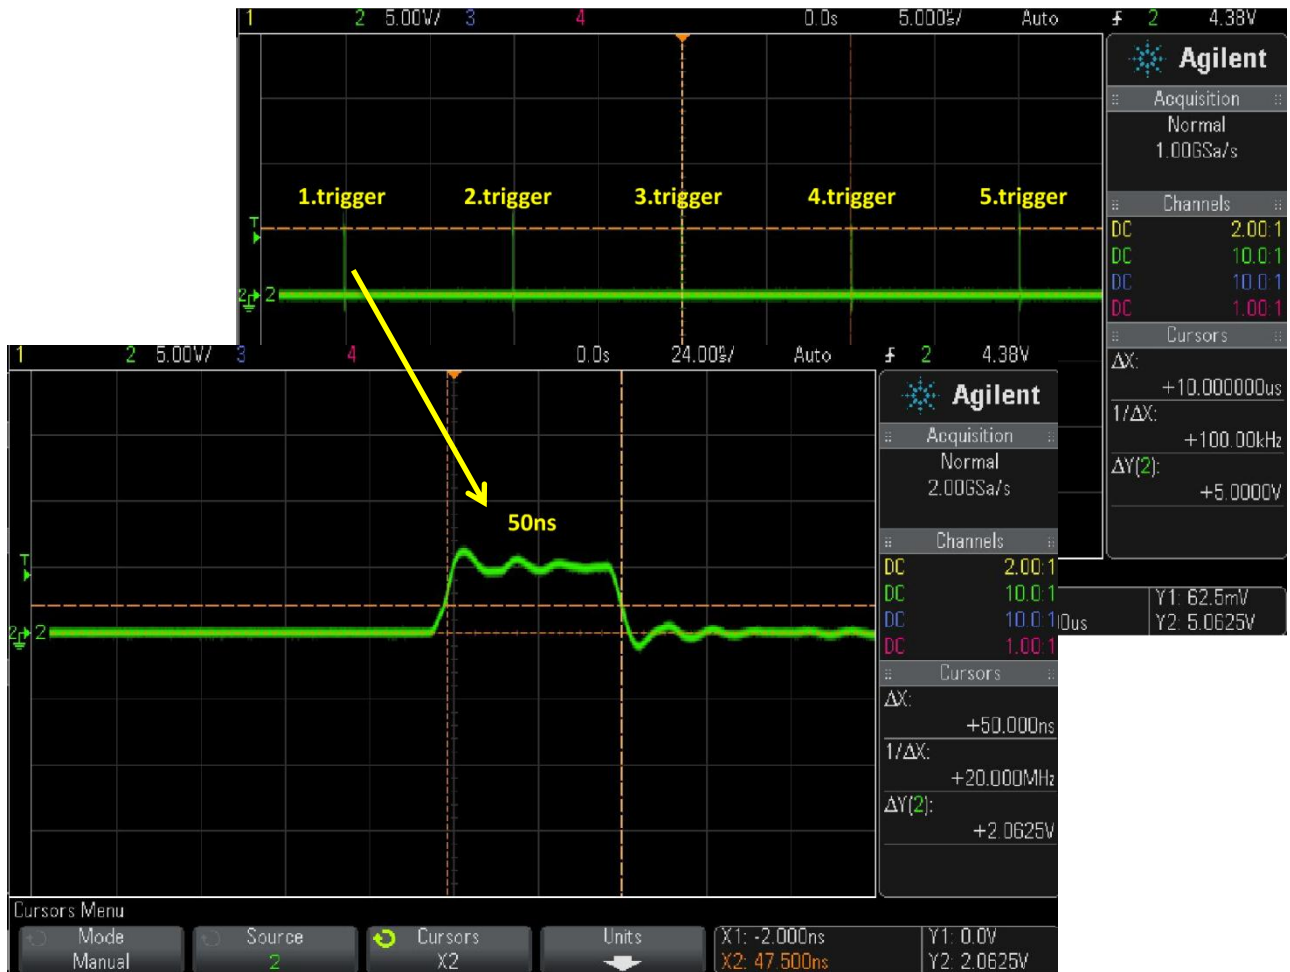 1 2 5.00V/ 3 4 0.0s 5.000s/ Auto 2 4.38V
Agilent
Acquisition
Normal
1.00GSa/s
Channels
DC 2.00:1
DC 10.0:1
DC 10.0:1
DC 1.00:1
Cursors
ΔX:
+10.000000us
1/ΔX:
+100.00kHz
ΔY(2):
+5.0000V
1.trigger 2.trigger 3.trigger 4.trigger 5.trigger
T
2 2
Y1: 62.5mV
Y2: 5.0625V
1 2 5.00V/ 3 4 0.0s 24.00s/ Auto 2 4.38V
Agilent
Acquisition
Normal
2.00GSa/s
Channels
DC 2.00:1
DC 10.0:1
DC 10.0:1
DC 1.00:1
Cursors
ΔX:
+50.000ns
1/ΔX:
+20.000MHz
ΔY(2):
+2.0625V
50ns
T
2 2
Cursors Menu
Mode
Manual
Source
2
Cursors
X2
Units
X1: -2.000ns
X2: 47.500ns
Y1: 0.0V
Y2: 2.0625V